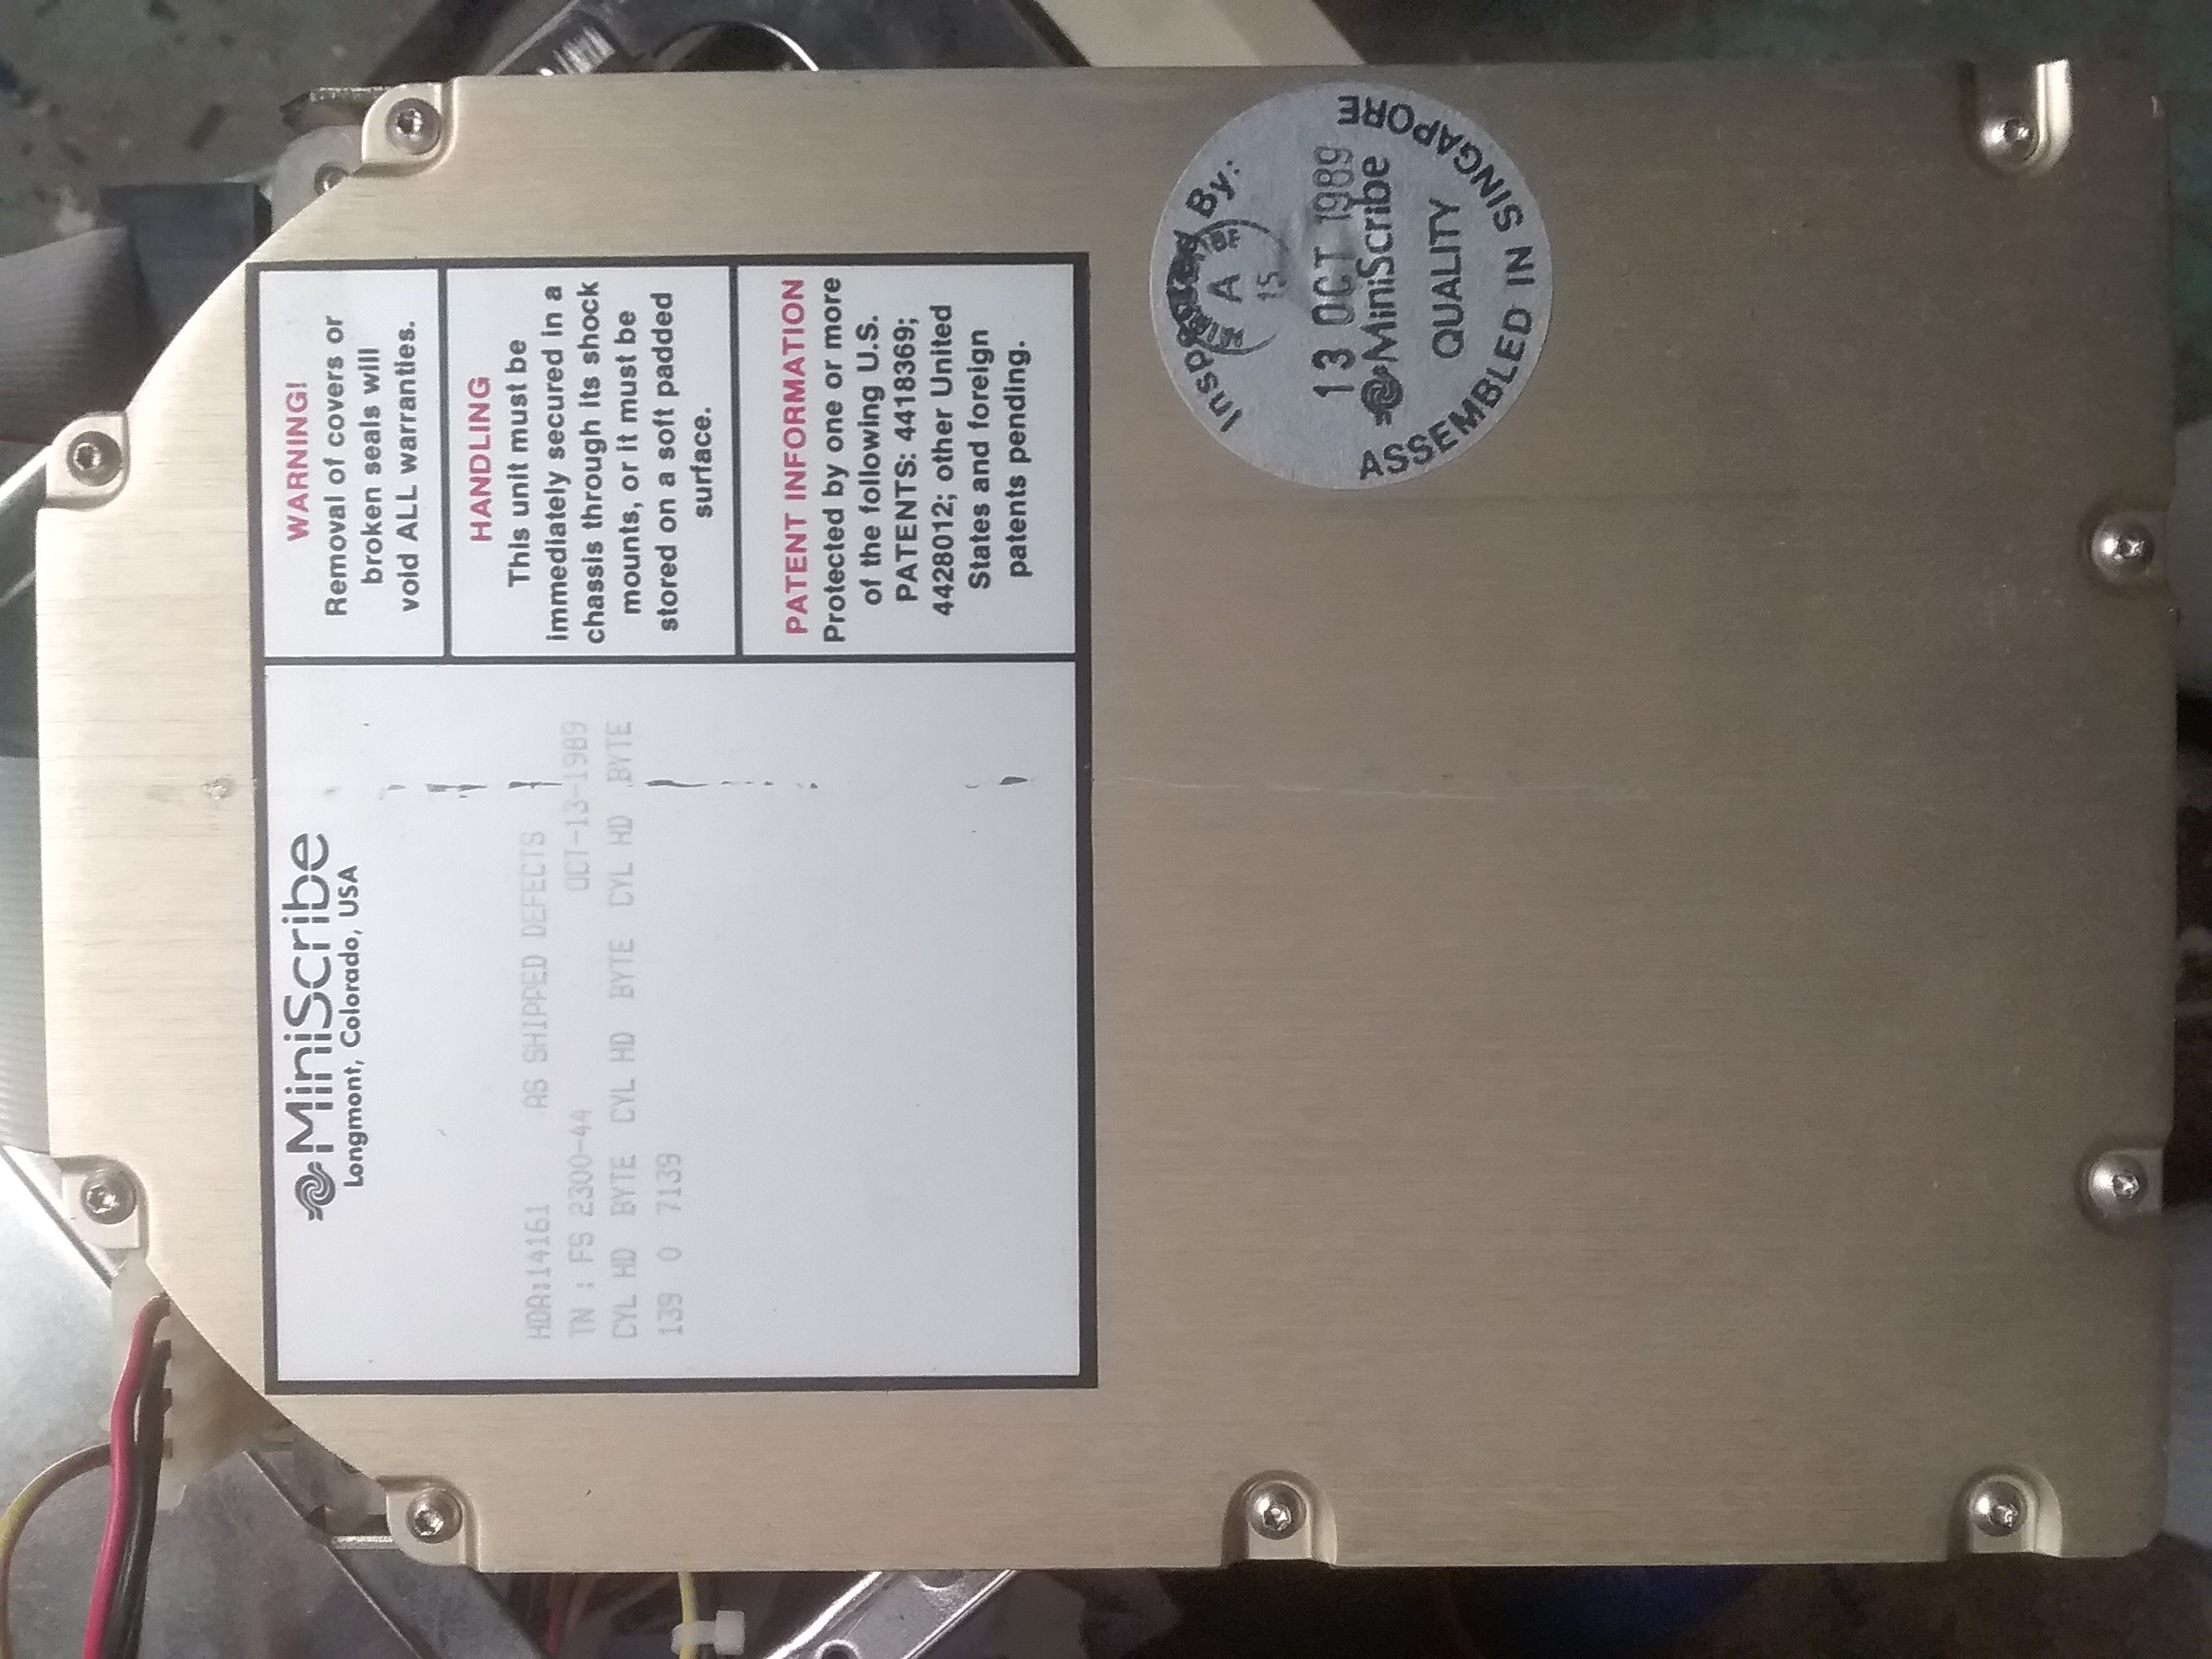 MiniScribe
Longmont, Colorado, USA
HDA:14161 AS SHIPPED DEFECTS
TN : FS 2300-44 OCT-13-1989
CYL HD BYTE CYL HD BYTE CYL HD BYTE
139 0 7139
WARNING!
Removal of covers or
broken seals will
void ALL warranties.
HANDLING
This unit must be
immediately secured in a
chassis through its shock
mounts, or it must be
stored on a soft padded
surface.
PATENT INFORMATION
Protected by one or more
of the following U.S.
PATENTS: 4418369;
4428012; other United
States and foreign
patents pending.
Inspected By:
A
15
13 OCT 1989
MiniScribe
QUALITY
ASSEMBLED IN SINGAPORE